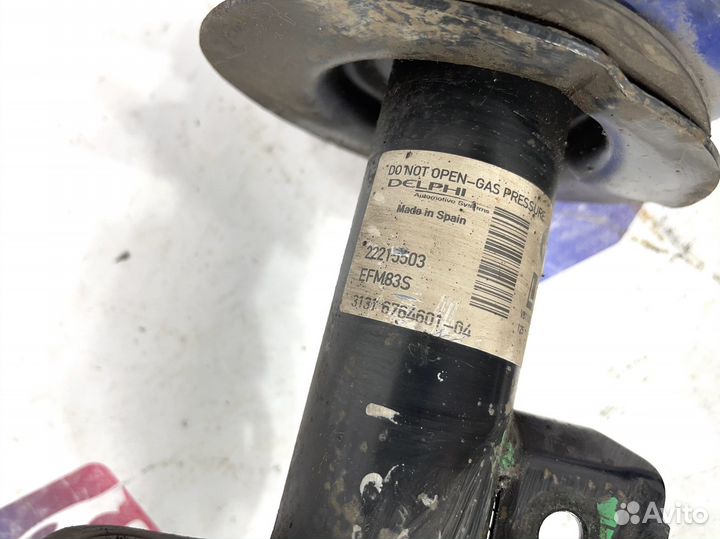 DO NOT OPEN-GAS PRESSURE
DELPHI
Automotive Systems
Made in Spain
22215503
EFM83S
3131 6764601-04
Avito